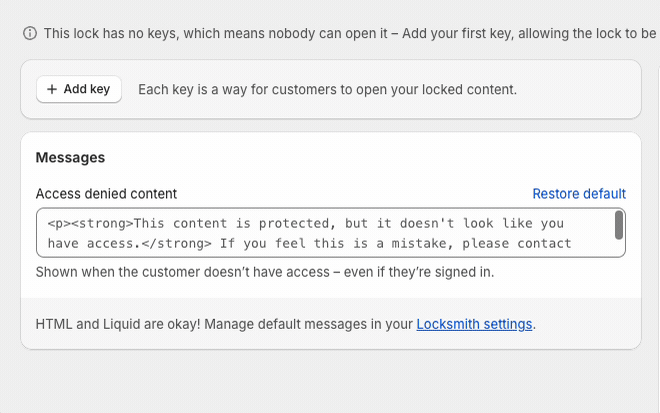 This lock has no keys, which means nobody can open it – Add your first key, allowing the lock to be
+ Add key
Each key is a way for customers to open your locked content.
Messages
Access denied content
Restore default
<p><strong>This content is protected, but it doesn't look like you
have access.</strong> If you feel this is a mistake, please contact
Shown when the customer doesn’t have access – even if they’re signed in.
HTML and Liquid are okay! Manage default messages in your Locksmith settings.